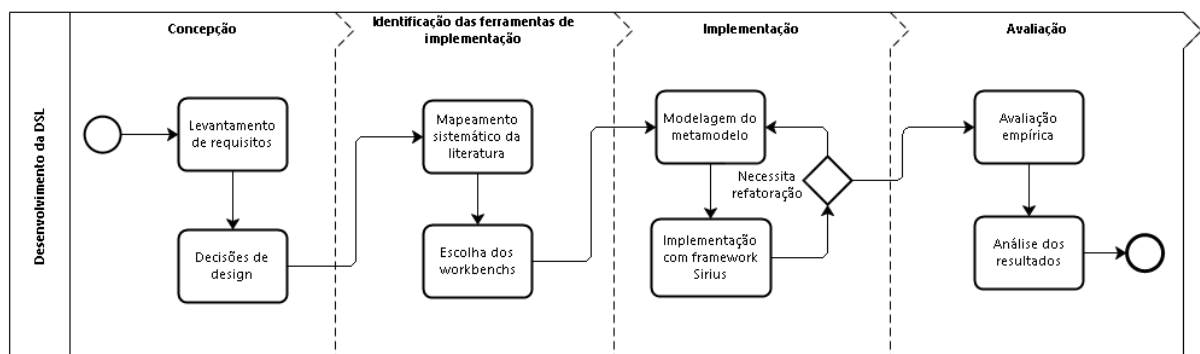 Desenvolvimento da DSL
Concepção
Identificação das ferramentas de
implementação
Implementação
Avaliação
Levantamento
de requisitos
Decisões de
design
Mapeamento
sistemático da
literatura
Escolha dos
workbenchs
Modelagem do
metamodelo
Implementação
com framework
Sirius
Necessita
refatoração
Avaliação
empírica
Análise dos
resultados